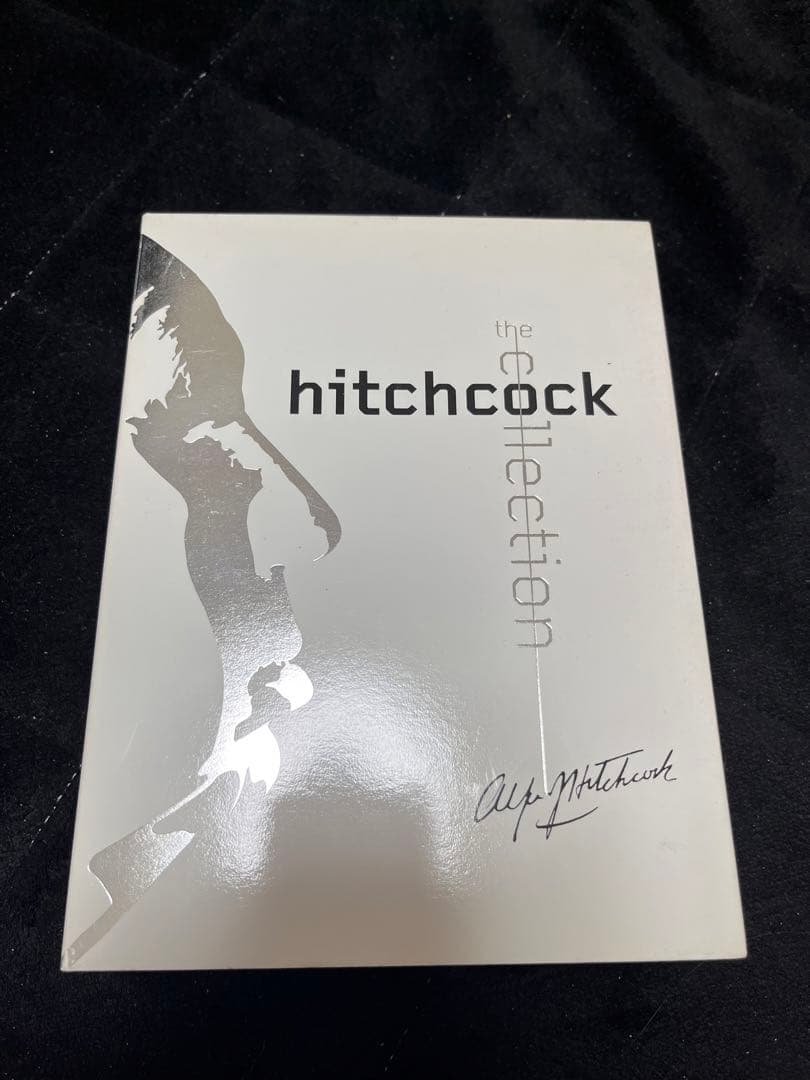 the
hitchcock
collection
Alfred Hitchcock